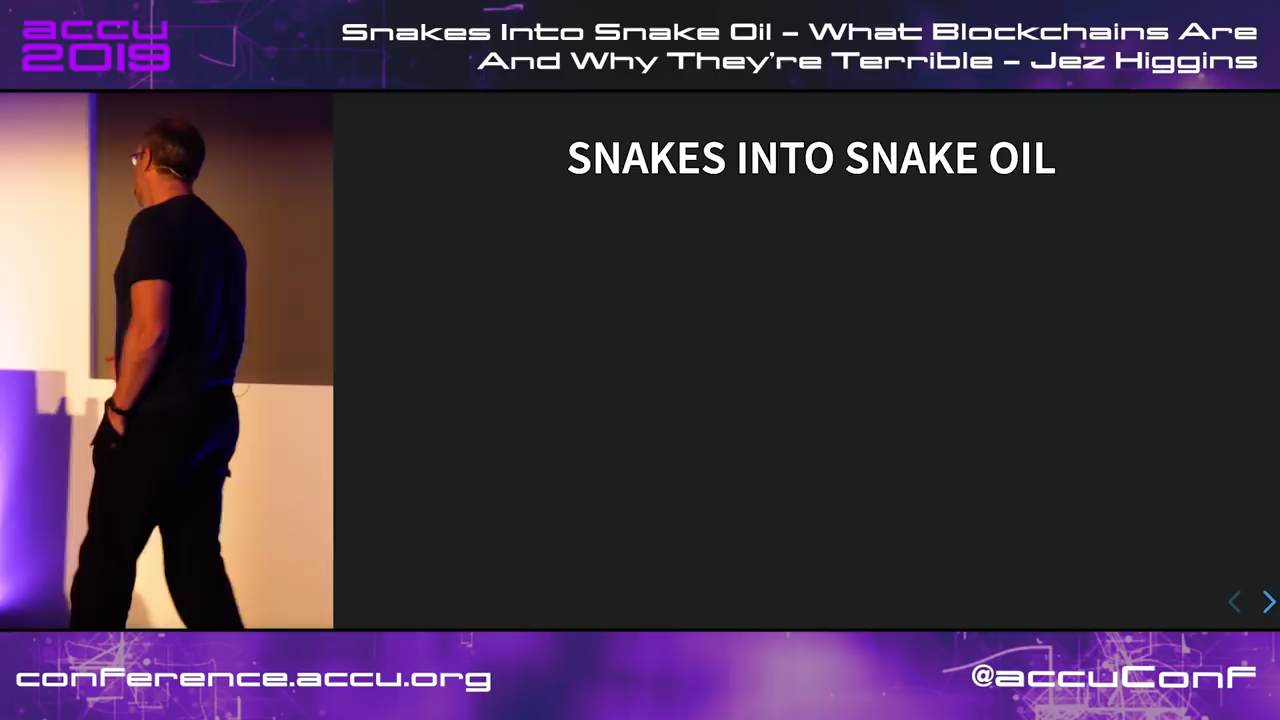 accu
2019
Snakes Into Snake Oil – What Blockchains Are
And Why They're Terrible – Jez Higgins
SNAKES INTO SNAKE OIL
conference.accu.org
@accuConf